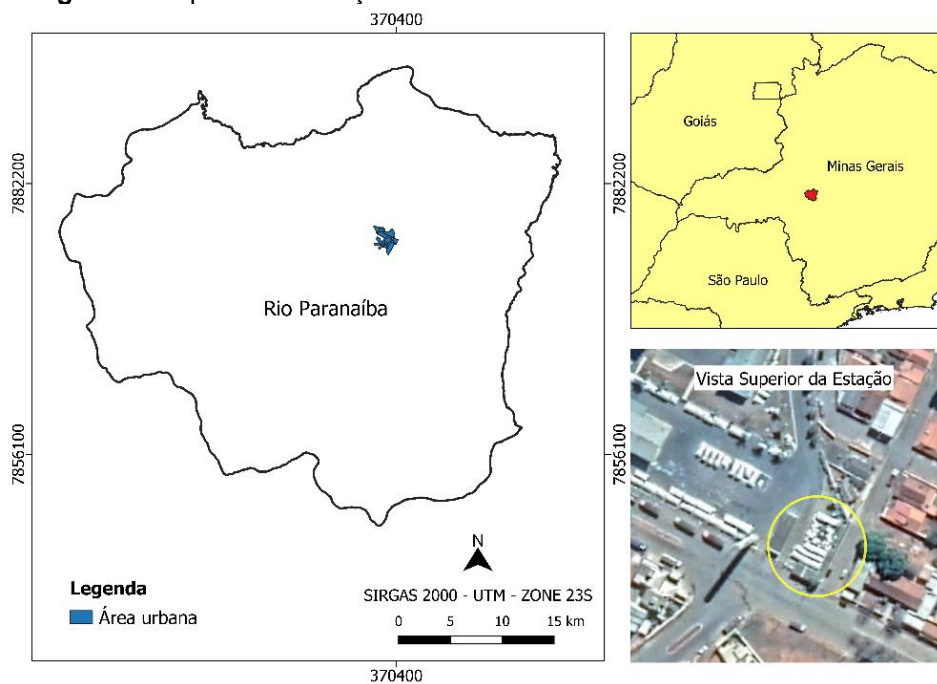 370400
7882200
7882200
Rio Paranaíba
7856100
7856100
N
Legenda
Área urbana
SIRGAS 2000 - UTM - ZONE 23S
0 5 10 15 km
370400
Goiás
Minas Gerais
São Paulo
Vista Superior da Estação